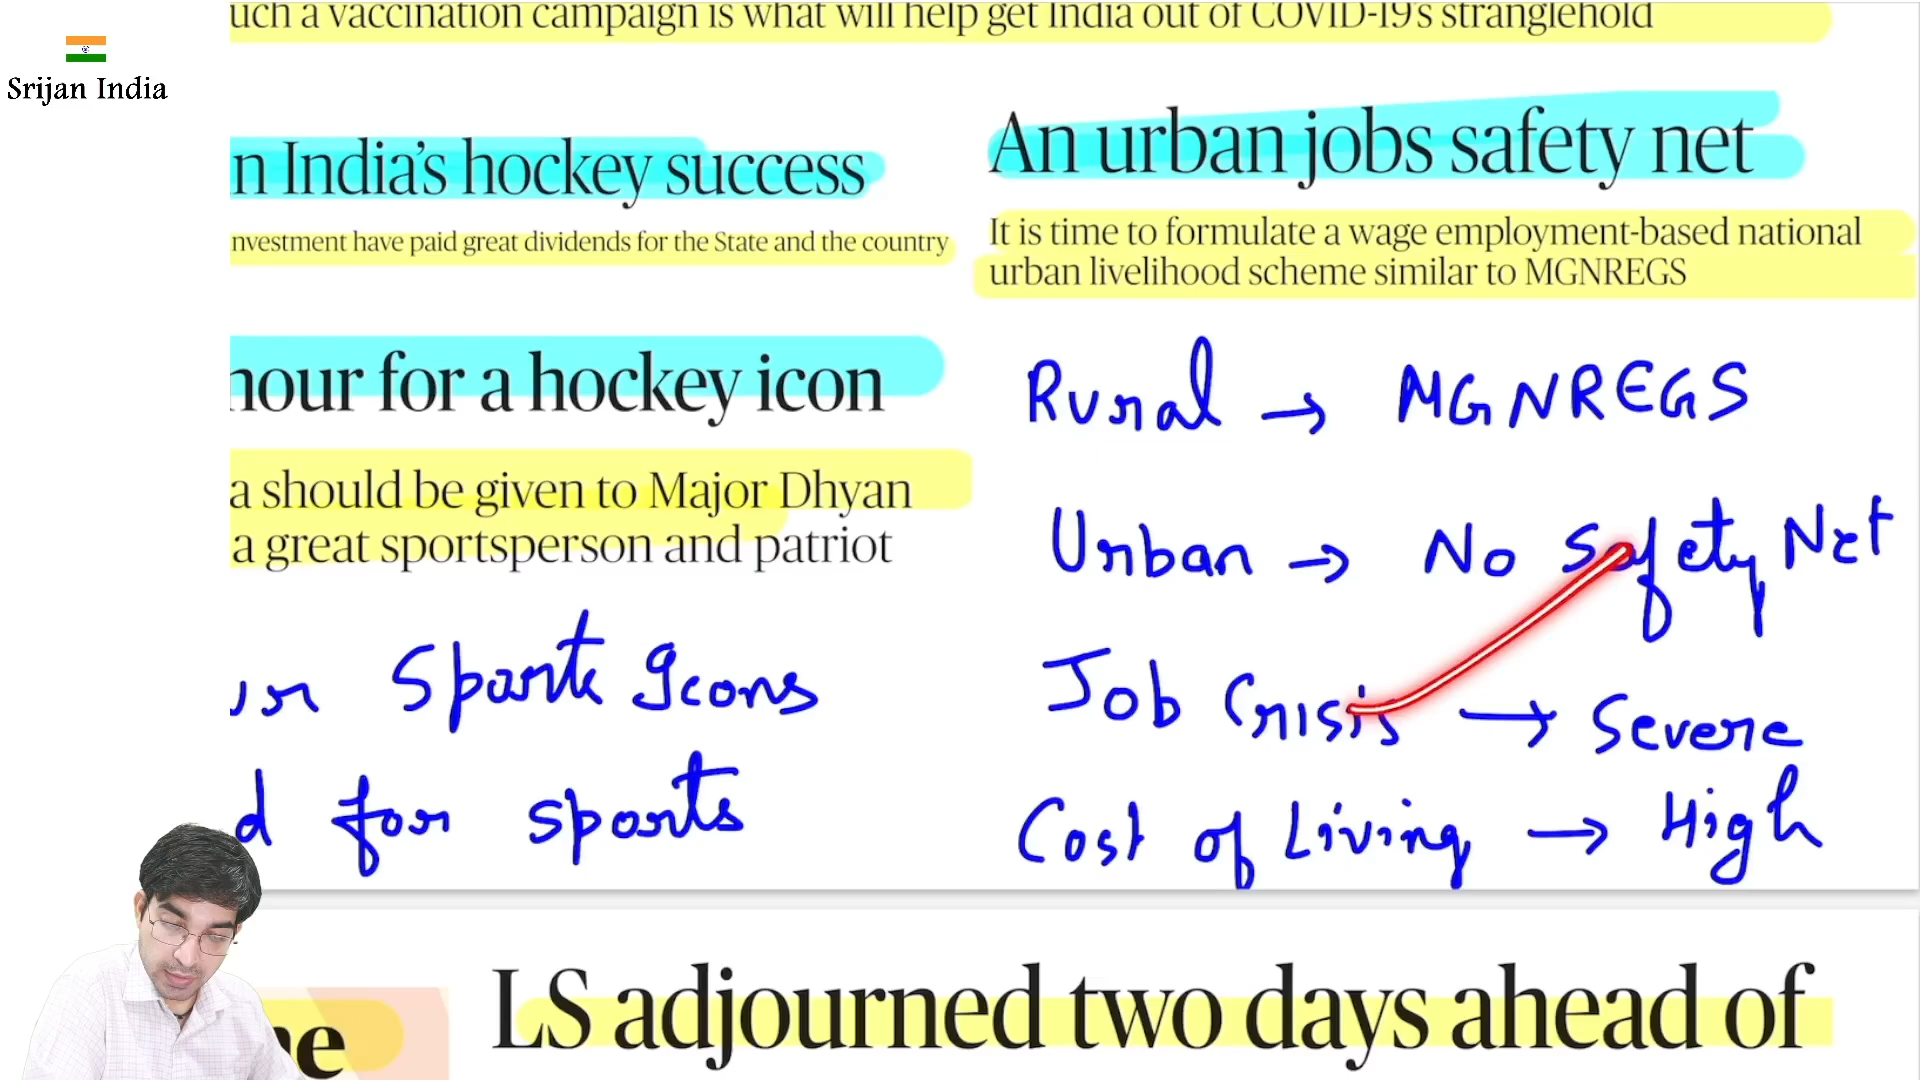 uch a vaccination campaign is what will help get India out of COVID-19's stranglehold
Srijan India
n India's hockey success
nvestment have paid great dividends for the State and the country
hour for a hockey icon
a should be given to Major Dhyan
a great sportsperson and patriot
Sports Icons
d for sports
An urban jobs safety net
It is time to formulate a wage employment-based national
urban livelihood scheme similar to MGNREGS
Rural → MGNREGS
Urban → No Safety Net
Job Crisis → Severe
Cost of Living → High
LS adjourned two days ahead of